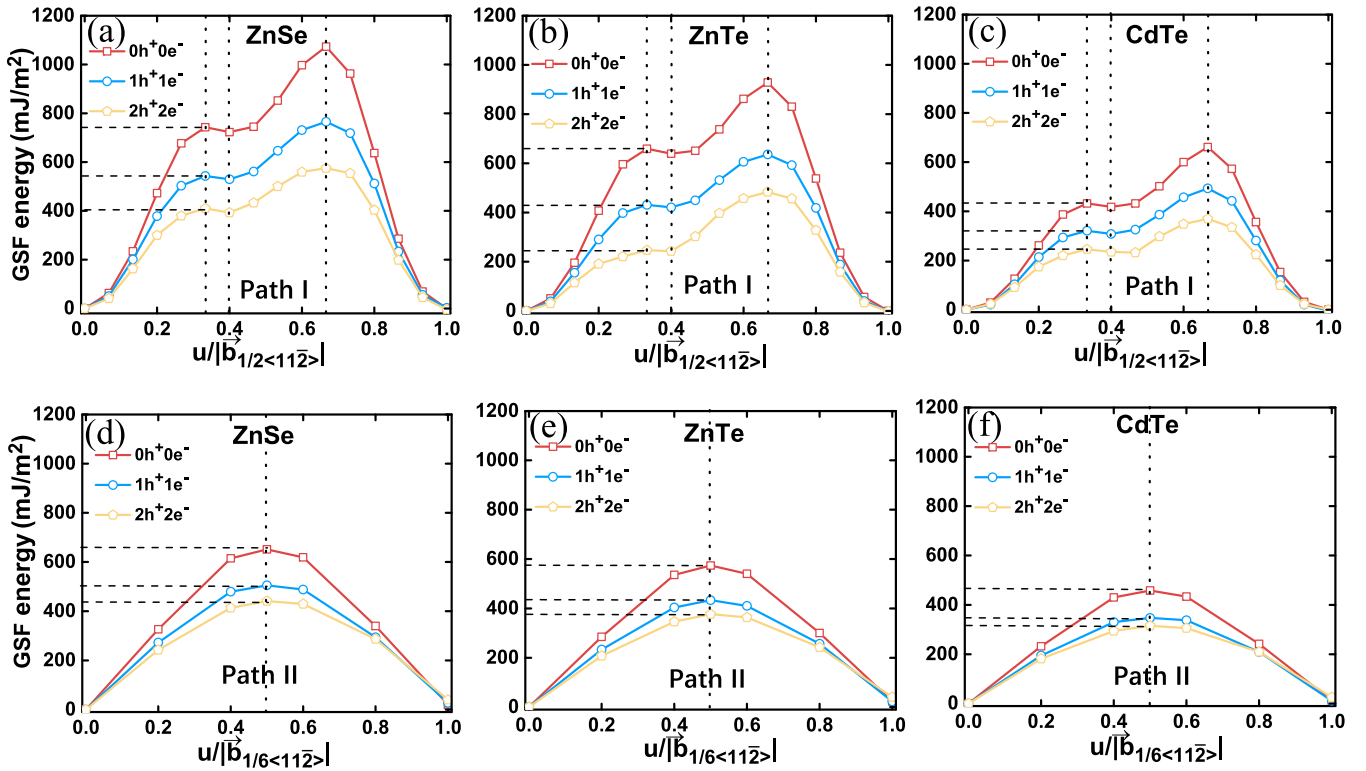 (a) ZnSe
0h⁺0e⁻
1h⁺1e⁻
2h⁺2e⁻
Path I
GSF energy (mJ/m²)
1200
1000
800
600
400
200
0
0.0 0.2 0.4 0.6 0.8 1.0
u/|b⃗1/2<112̄>|
(b) ZnTe
0h⁺0e⁻
1h⁺1e⁻
2h⁺2e⁻
Path I
1200
1000
800
600
400
200
0
0.0 0.2 0.4 0.6 0.8 1.0
u/|b⃗1/2<112̄>|
(c) CdTe
0h⁺0e⁻
1h⁺1e⁻
2h⁺2e⁻
Path I
1200
1000
800
600
400
200
0
0.0 0.2 0.4 0.6 0.8 1.0
u/|b⃗1/2<112̄>|
(d) ZnSe
0h⁺0e⁻
1h⁺1e⁻
2h⁺2e⁻
Path II
GSF energy (mJ/m²)
1200
1000
800
600
400
200
0
0.0 0.2 0.4 0.6 0.8 1.0
u/|b⃗1/6<112̄>|
(e) ZnTe
0h⁺0e⁻
1h⁺1e⁻
2h⁺2e⁻
Path II
1200
1000
800
600
400
200
0
0.0 0.2 0.4 0.6 0.8 1.0
u/|b⃗1/6<112̄>|
(f) CdTe
0h⁺0e⁻
1h⁺1e⁻
2h⁺2e⁻
Path II
1200
1000
800
600
400
200
0
0.0 0.2 0.4 0.6 0.8 1.0
u/|b⃗1/6<112̄>|